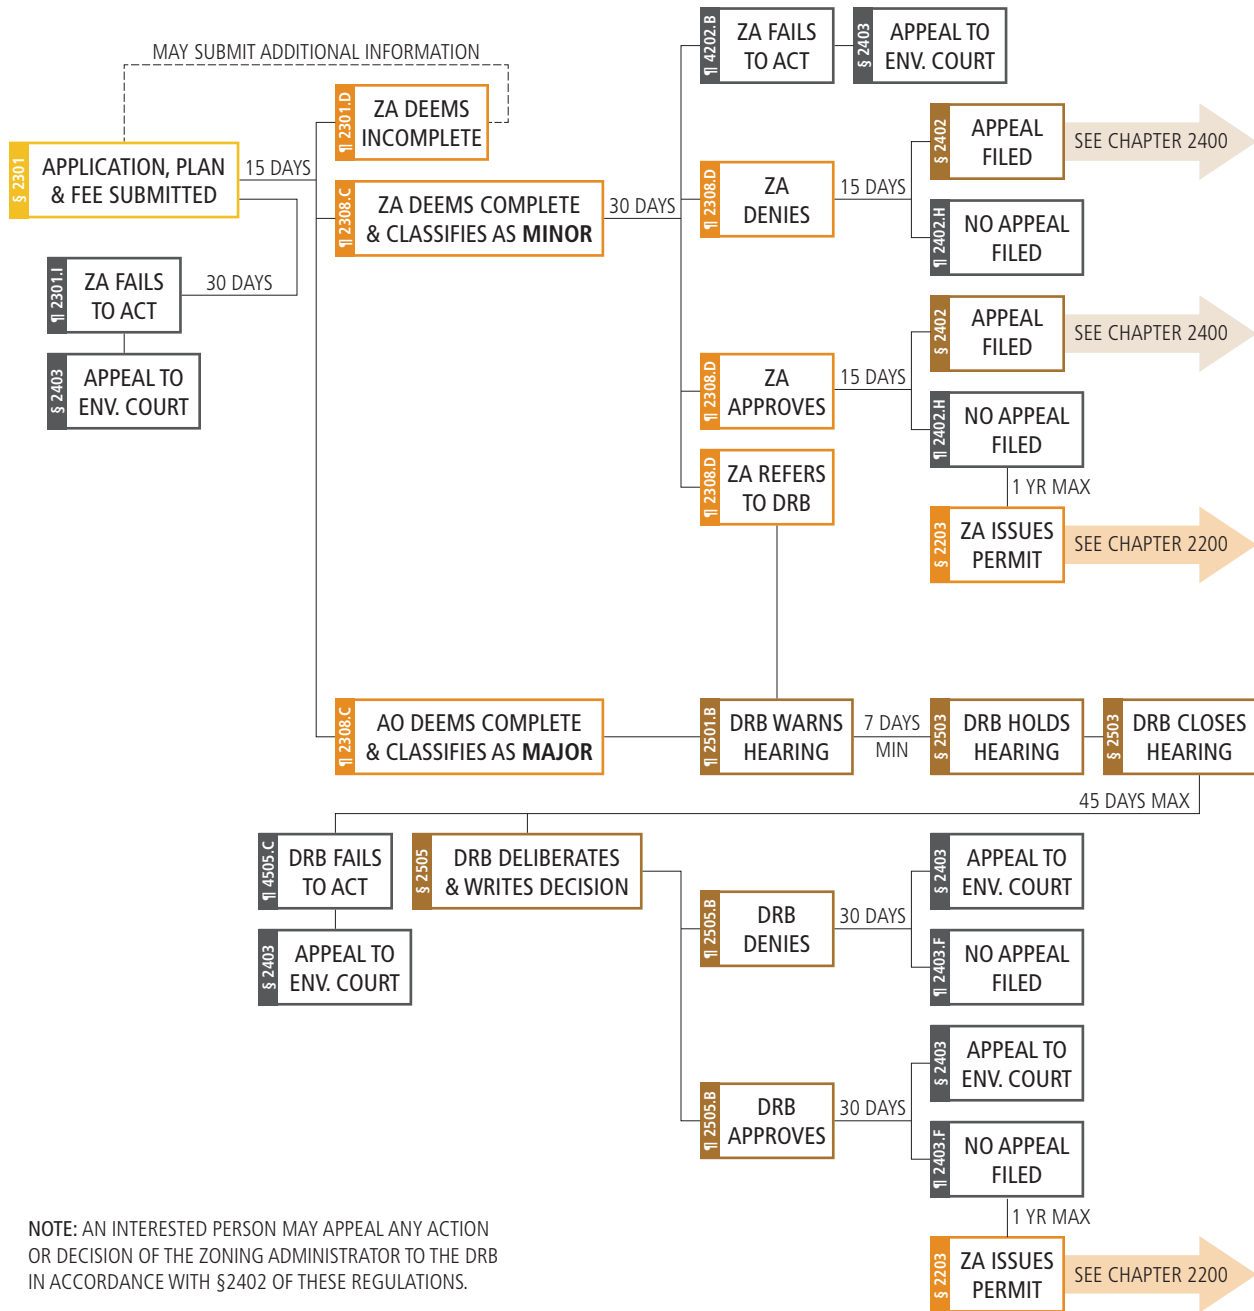 MAY SUBMIT ADDITIONAL INFORMATION
§ 2301
APPLICATION, PLAN
& FEE SUBMITTED
15 DAYS
¶ 2301.D
ZA DEEMS
INCOMPLETE
¶ 2308.C
ZA DEEMS COMPLETE
& CLASSIFIES AS MINOR
30 DAYS
¶ 2301.I
ZA FAILS
TO ACT
30 DAYS
§ 2403
APPEAL TO
ENV. COURT
¶ 4202.B
ZA FAILS
TO ACT
§ 2403
APPEAL TO
ENV. COURT
¶ 2308.D
ZA
DENIES
15 DAYS
§ 2402
APPEAL
FILED
SEE CHAPTER 2400
¶ 2402.H
NO APPEAL
FILED
¶ 2308.D
ZA
APPROVES
15 DAYS
§ 2402
APPEAL
FILED
SEE CHAPTER 2400
¶ 2402.H
NO APPEAL
FILED
1 YR MAX
§ 2203
ZA ISSUES
PERMIT
SEE CHAPTER 2200
¶ 2308.D
ZA REFERS
TO DRB
¶ 2308.C
AO DEEMS COMPLETE
& CLASSIFIES AS MAJOR
¶ 2501.B
DRB WARNS
HEARING
7 DAYS
MIN
§ 2503
DRB HOLDS
HEARING
§ 2503
DRB CLOSES
HEARING
45 DAYS MAX
¶ 4505.C
DRB FAILS
TO ACT
§ 2403
APPEAL TO
ENV. COURT
§ 2505
DRB DELIBERATES
& WRITES DECISION
¶ 2505.B
DRB
DENIES
30 DAYS
§ 2403
APPEAL TO
ENV. COURT
¶ 2403.F
NO APPEAL
FILED
¶ 2505.B
DRB
APPROVES
30 DAYS
§ 2403
APPEAL TO
ENV. COURT
¶ 2403.F
NO APPEAL
FILED
1 YR MAX
§ 2203
ZA ISSUES
PERMIT
SEE CHAPTER 2200
NOTE: AN INTERESTED PERSON MAY APPEAL ANY ACTION
OR DECISION OF THE ZONING ADMINISTRATOR TO THE DRB
IN ACCORDANCE WITH §2402 OF THESE REGULATIONS.